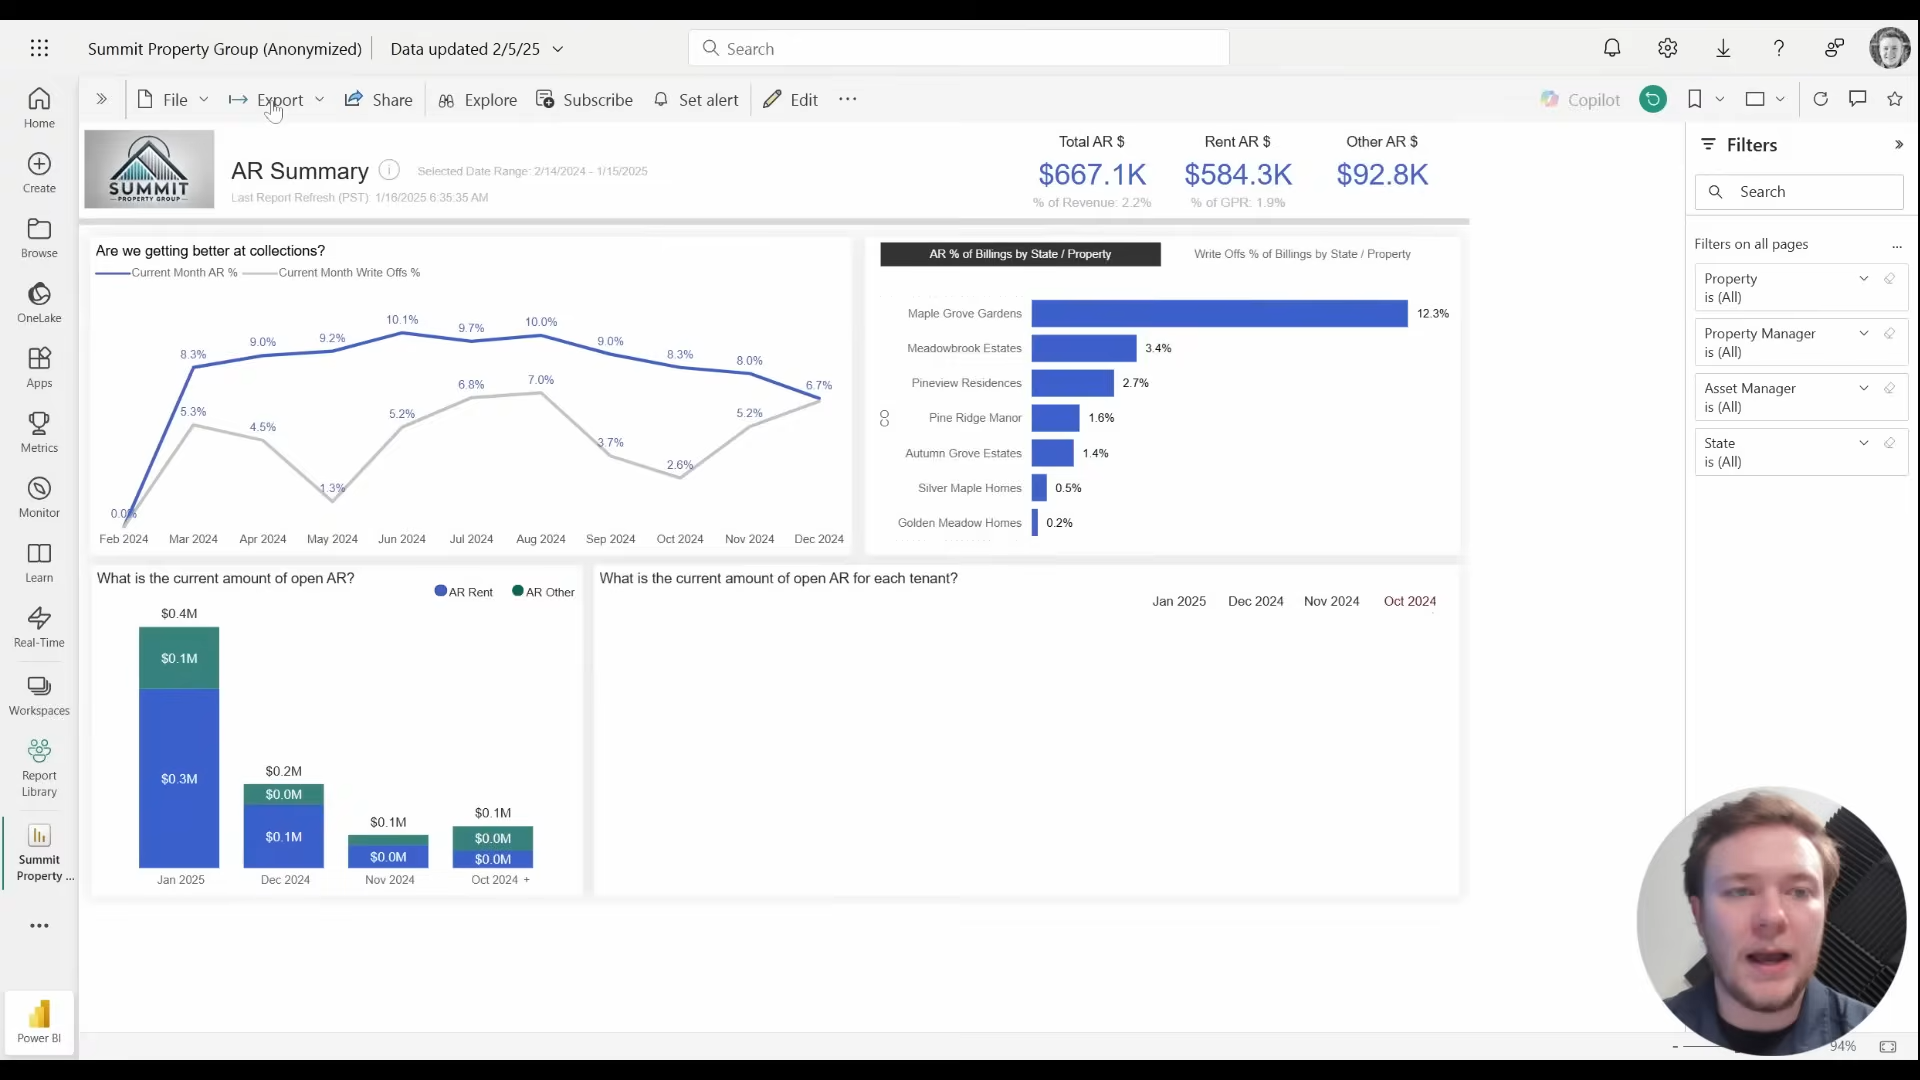 Summit Property Group (Anonymized)
Data updated 2/5/25
Search
File
Export
Share
Explore
Subscribe
Set alert
Edit
Copilot
Home
Create
Browse
OneLake
Apps
Metrics
Monitor
Learn
Real-Time
Workspaces
Report
Library
Summit
Property ...
Power BI
SUMMIT
PROPERTY GROUP
AR Summary
Selected Date Range: 2/14/2024 - 1/15/2025
Last Report Refresh (PST) 1/16/2025 6:35:35 AM
Total AR $
$667.1K
% of Revenue: 2.2%
Rent AR $
$584.3K
% of GPR: 1.9%
Other AR $
$92.8K
Are we getting better at collections?
Current Month AR %
Current Month Write Offs %
0.0%
8.3%
9.0%
9.2%
10.1%
9.7%
10.0%
9.0%
8.3%
8.0%
6.7%
5.3%
4.5%
1.3%
5.2%
6.8%
7.0%
3.7%
2.6%
5.2%
Feb 2024
Mar 2024
Apr 2024
May 2024
Jun 2024
Jul 2024
Aug 2024
Sep 2024
Oct 2024
Nov 2024
Dec 2024
AR % of Billings by State / Property
Write Offs % of Billings by State / Property
Maple Grove Gardens 12.3%
Meadowbrook Estates 3.4%
Pineview Residences 2.7%
Pine Ridge Manor 1.6%
Autumn Grove Estates 1.4%
Silver Maple Homes 0.5%
Golden Meadow Homes 0.2%
What is the current amount of open AR?
AR Rent
AR Other
$0.4M
$0.1M
$0.3M
$0.2M
$0.0M
$0.1M
$0.1M
$0.0M
$0.1M
$0.0M
$0.0M
Jan 2025
Dec 2024
Nov 2024
Oct 2024 +
What is the current amount of open AR for each tenant?
Jan 2025
Dec 2024
Nov 2024
Oct 2024
Filters
Search
Filters on all pages
Property
is (All)
Property Manager
is (All)
Asset Manager
is (All)
State
is (All)
94%